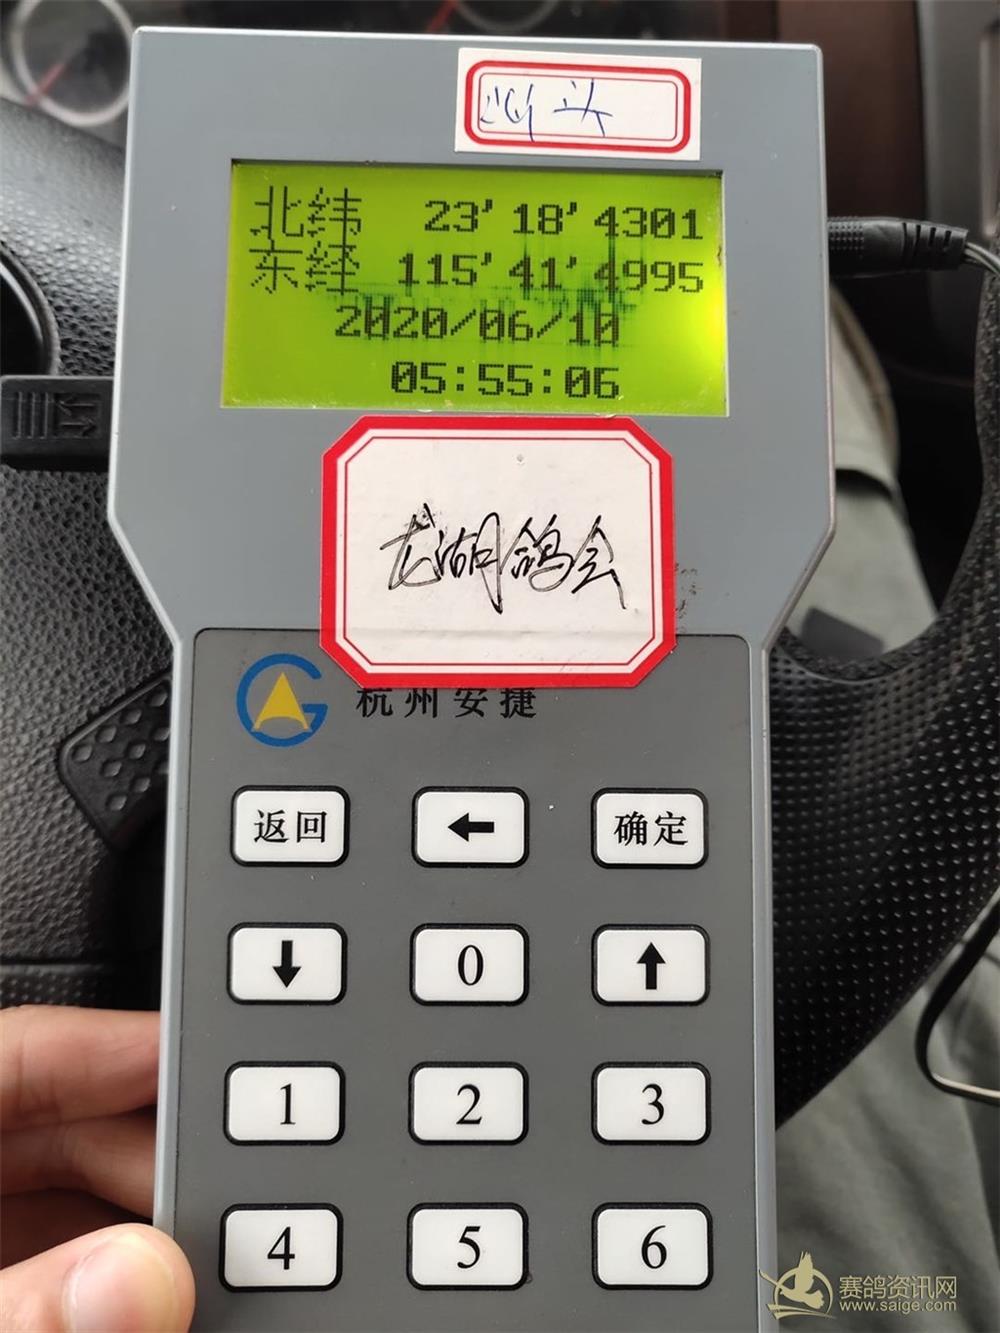 汕头
北纬 23' 18' 4301
东经 115' 41' 4995
2020/06/10
05:55:06
龙湖鸽会
杭州安捷
返回 ← 确定
↓ 0 ↑
1 2 3
4 5 6
赛鸽资讯网
www.saige.com